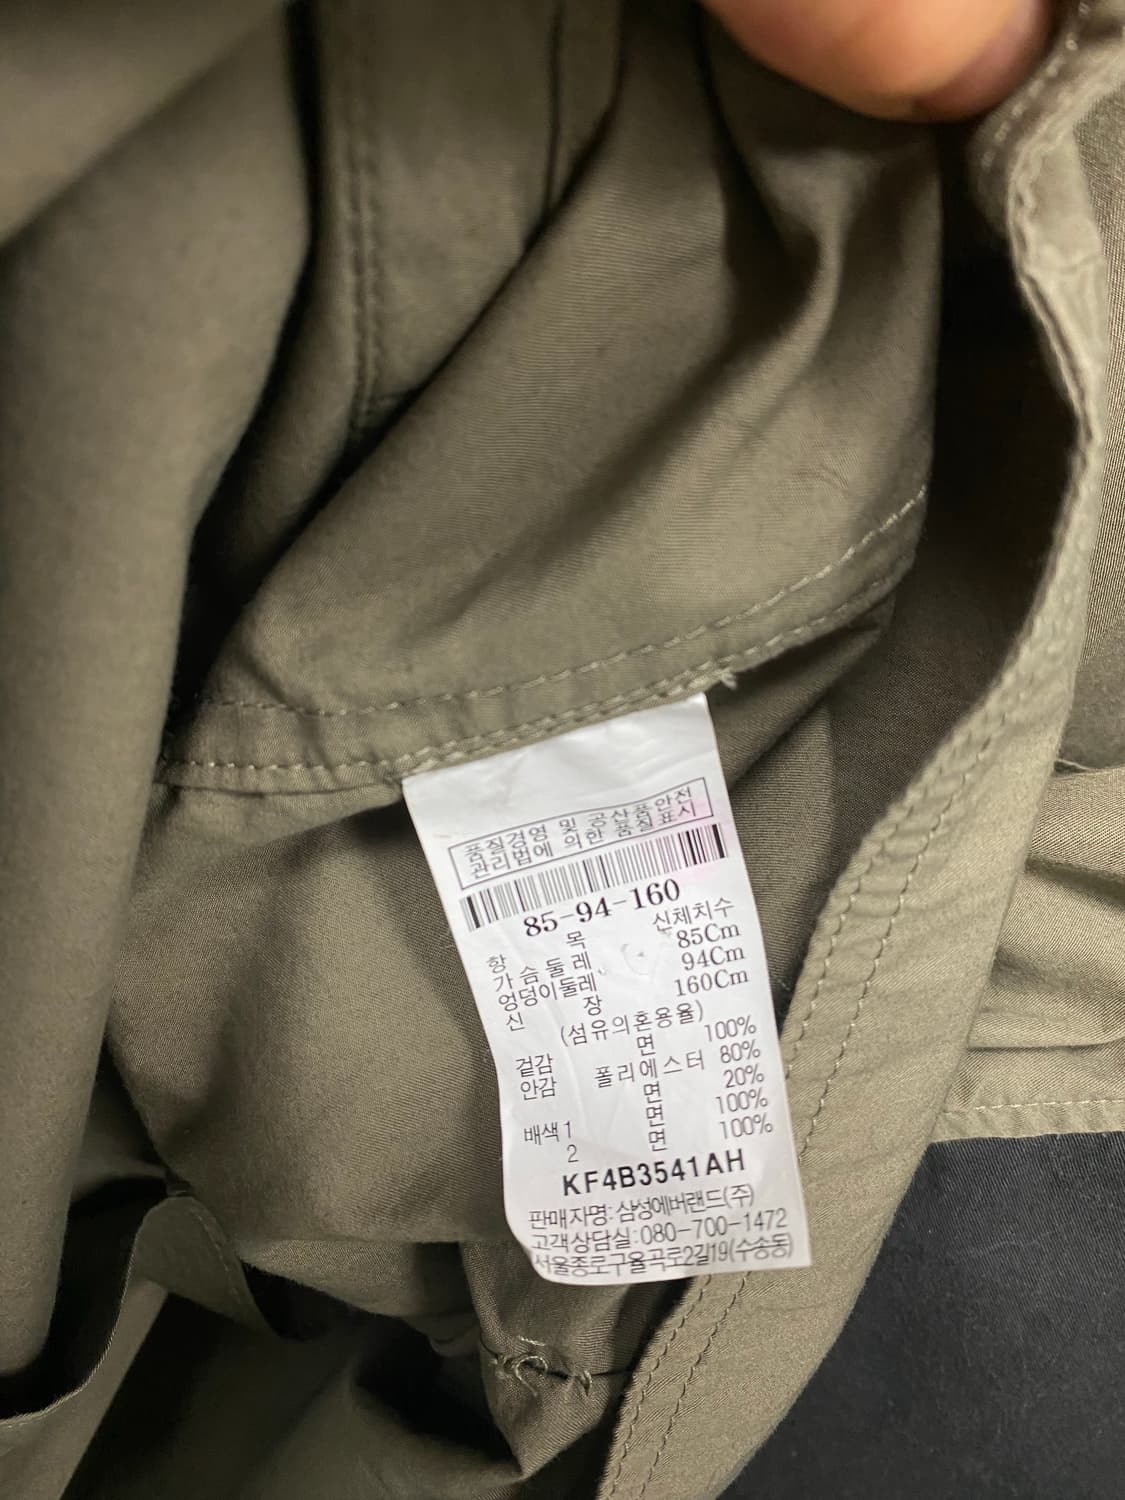 품질경영 및 공산품안전
관리법에 의한 품질표시
85-94-160
항 목 신체치수
가 슴 둘 레 85Cm
엉덩이둘레 94Cm
신 장 160Cm
(섬유의혼용율)
겉감 면 100%
안감 폴리에스터 80%
면 20%
배색1 면 100%
2 면 100%
KF4B3541AH
판매자명:삼성에버랜드(주)
고객상담실:080-700-1472
서울종로구율곡로2길19(수송동)